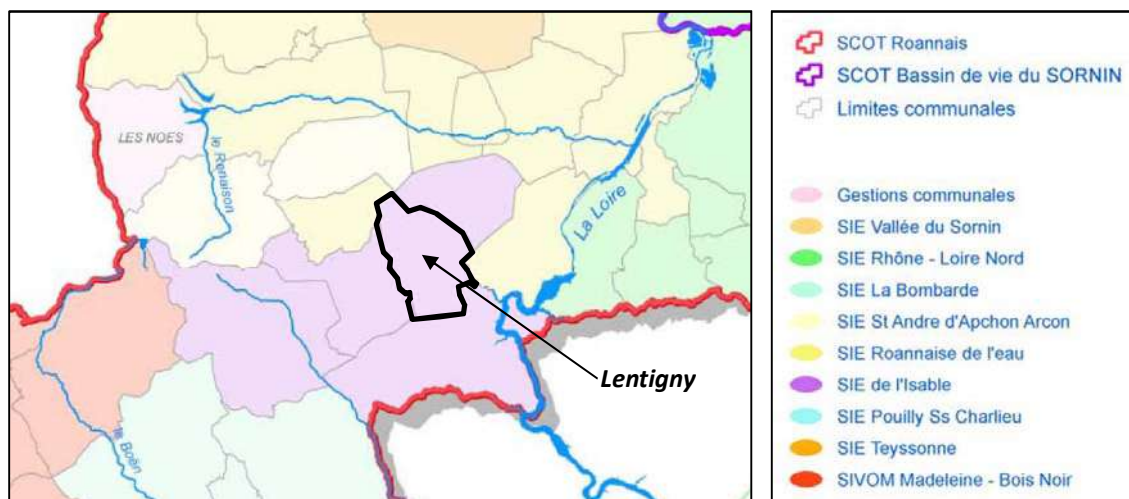 LES NOES
le Renaison
La Loire
Lentigny
le Boën
SCOT Roannais
SCOT Bassin de vie du SORNIN
Limites communales
Gestions communales
SIE Vallée du Sornin
SIE Rhône - Loire Nord
SIE La Bombarde
SIE St Andre d'Apchon Arcon
SIE Roannaise de l'eau
SIE de l'Isable
SIE Pouilly Ss Charlieu
SIE Teyssonne
SIVOM Madeleine - Bois Noir